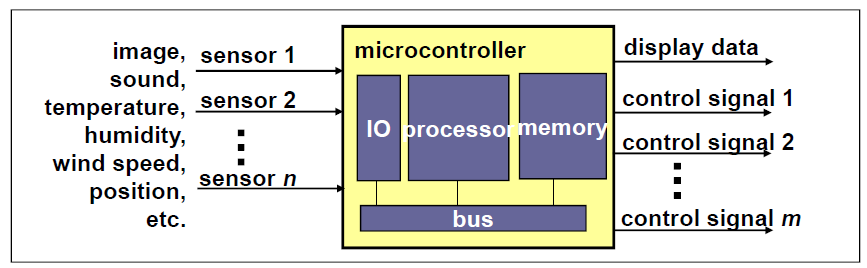 image,
sound,
temperature,
humidity,
wind speed,
position,
etc.
sensor 1
sensor 2
sensor n
microcontroller
IO
processor
memory
bus
display data
control signal 1
control signal 2
control signal m